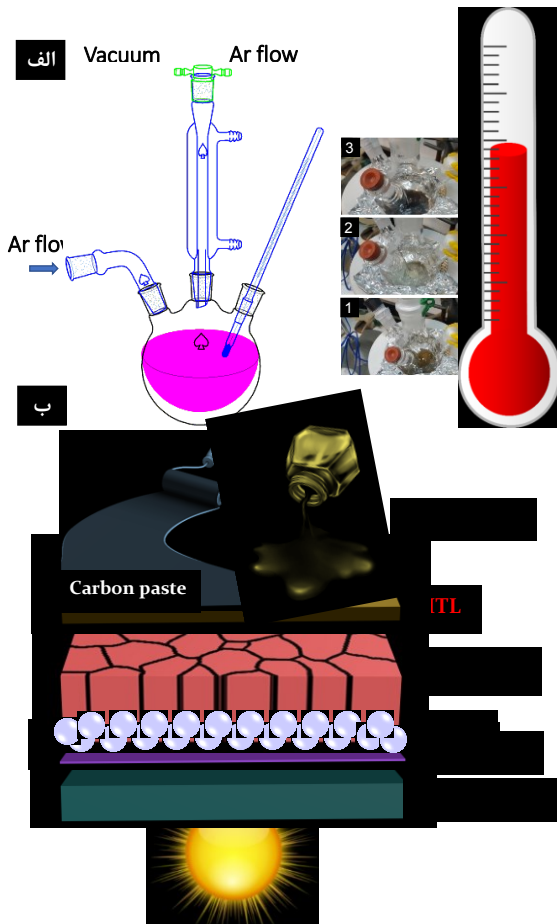 الف
Vacuum Ar flow
3
2
1
Ar flow
ب
Carbon paste
HTL